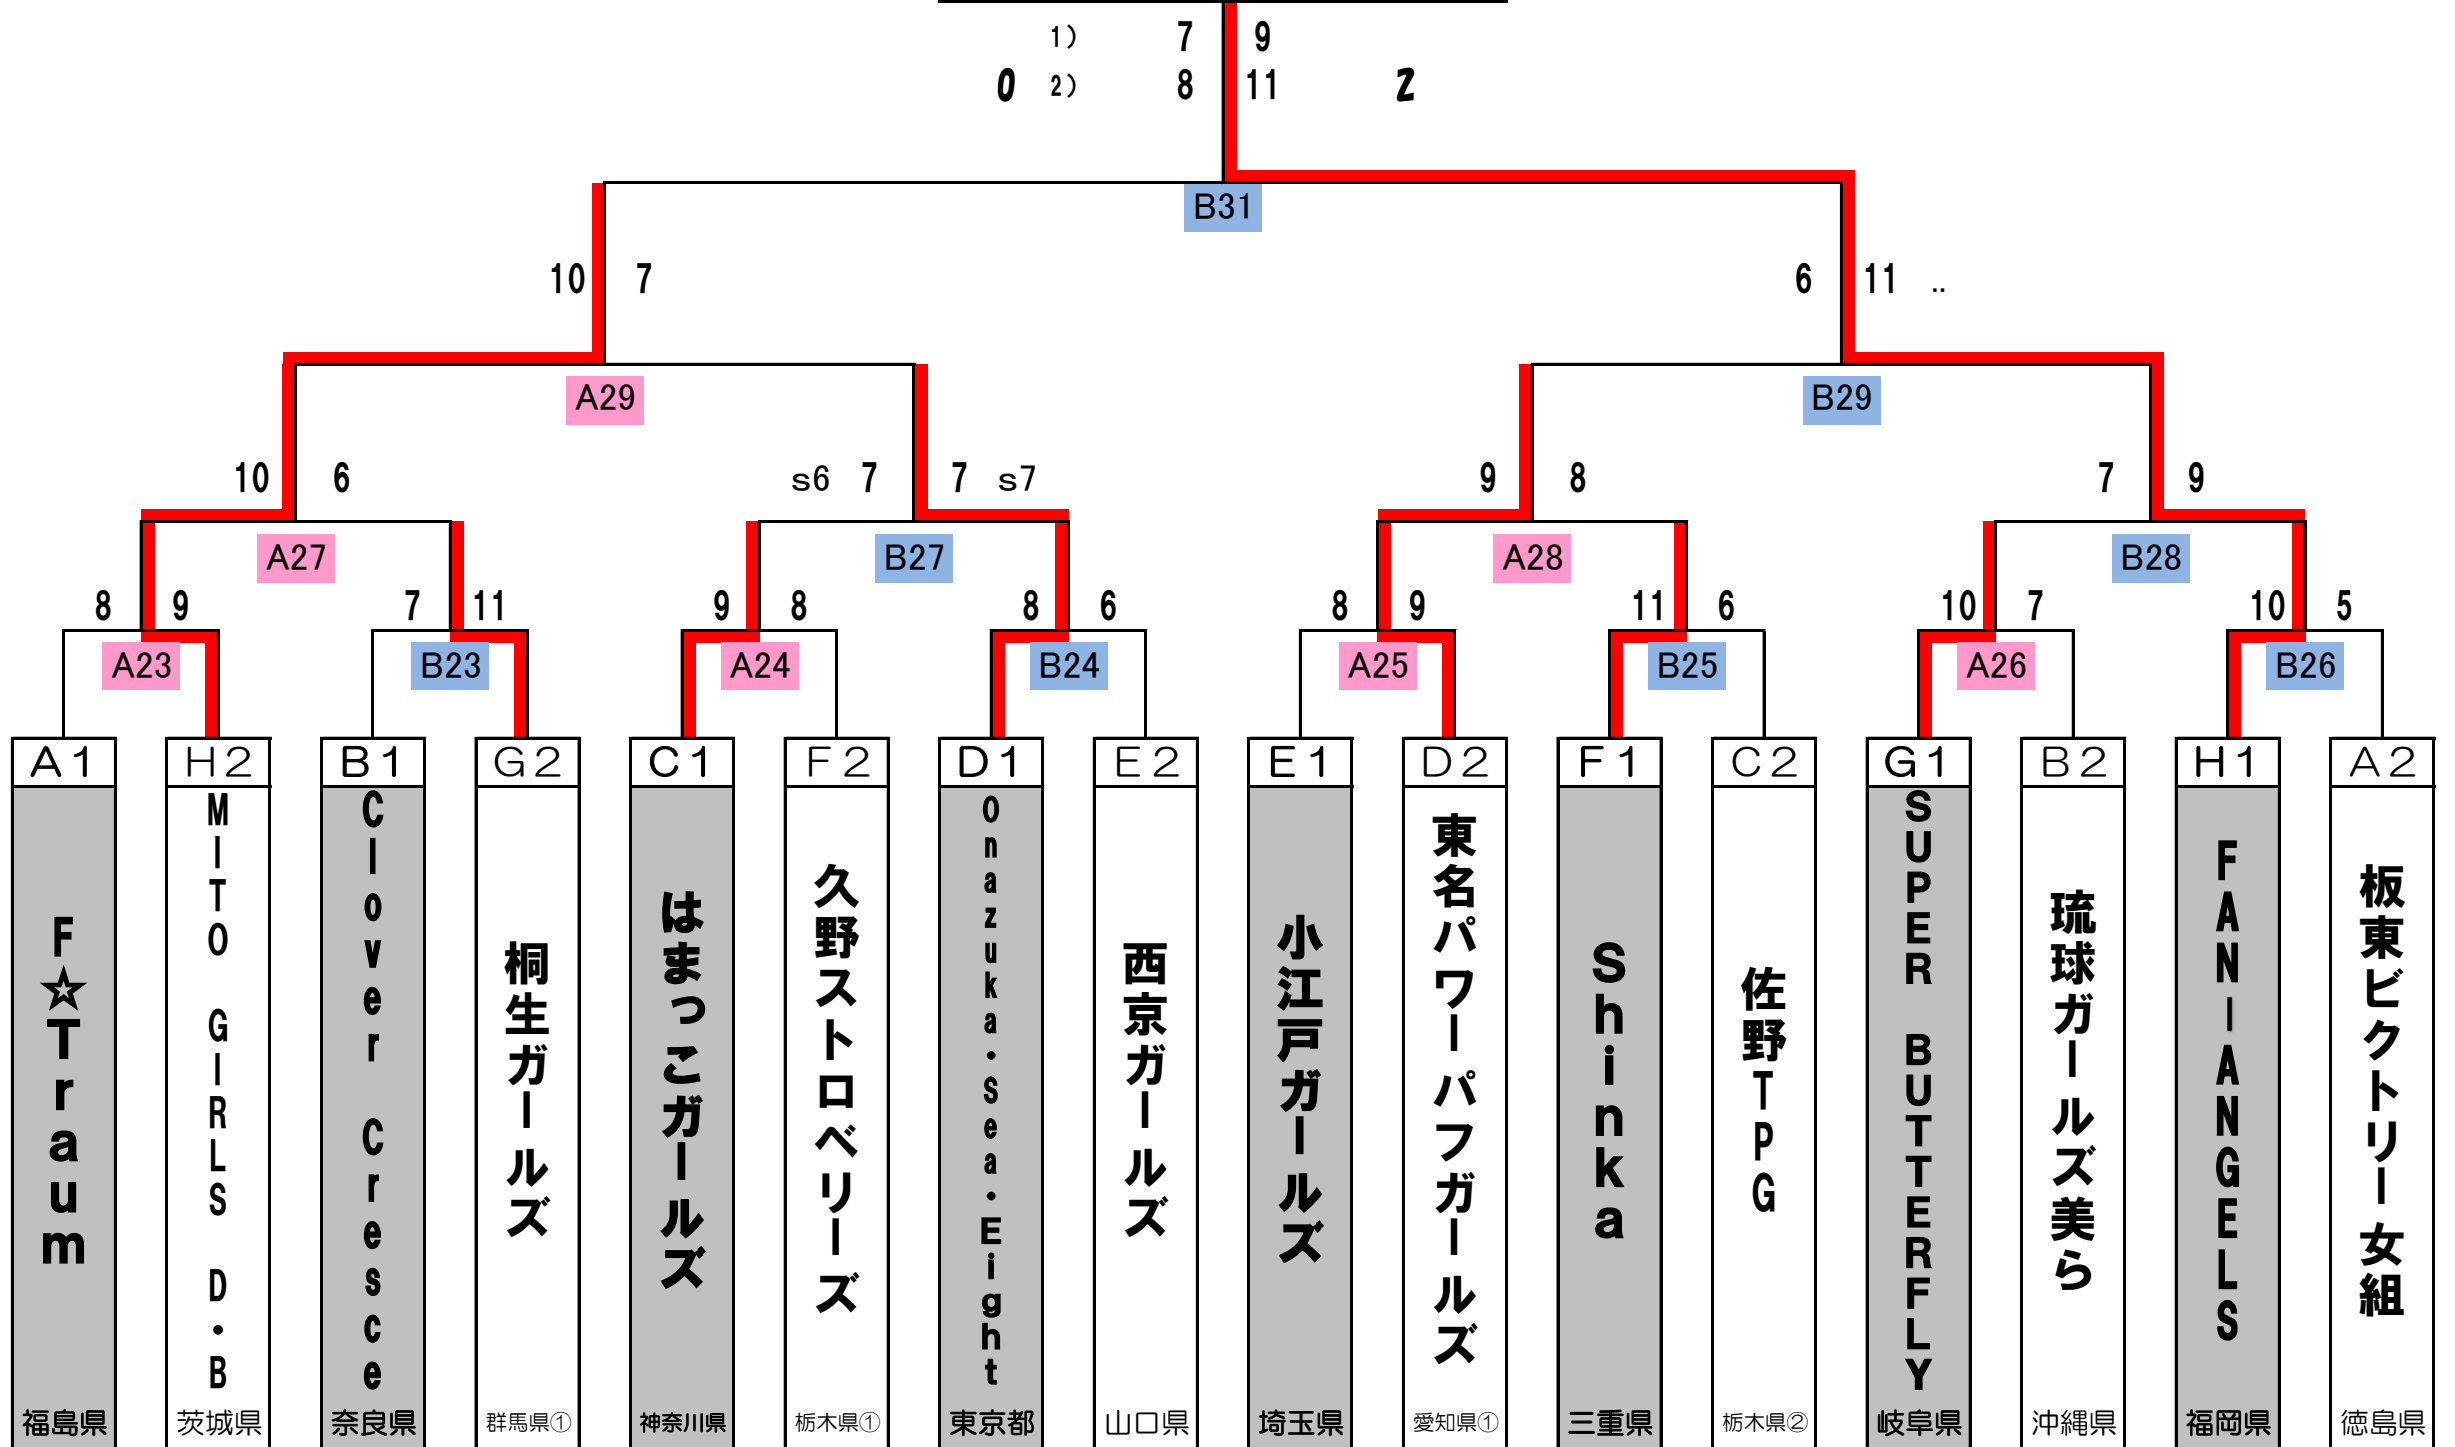 1) 7 9
0 2) 8 11 2
B31
10 7 6 11 ..
A29 B29
10 6 s6 7 7 s7 9 8 7 9
A27 B27 A28 B28
8 9 7 11 9 8 8 6 8 9 11 6 10 7 10 5
A23 B23 A24 B24 A25 B25 A26 B26
A1 H2 B1 G2 C1 F2 D1 E2 E1 D2 F1 C2 G1 B2 H1 A2
F☆Traum
MITO GIRLS D・B
Clover Cresce
桐生ガールズ
はまっこガールズ
久野ストロベリーズ
Onazuka・Sea・Eight
西京ガールズ
小江戸ガールズ
東名パワーパフガールズ
Shinka
佐野TPG
SUPER BUTTERFLY
琉球ガールズ美ら
FANーANGELS
板東ビクトリー女組
福島県 茨城県 奈良県 群馬県① 神奈川県 栃木県① 東京都 山口県 埼玉県 愛知県① 三重県 栃木県② 岐阜県 沖縄県 福岡県 徳島県